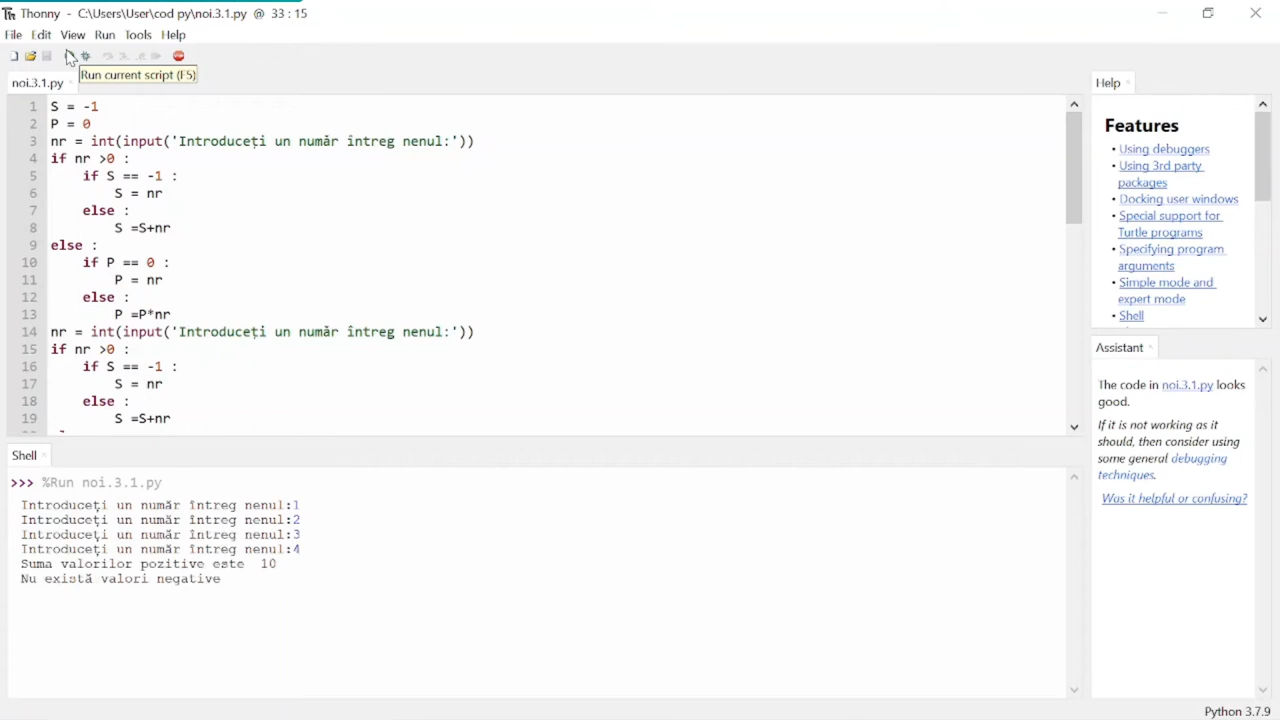 Thonny - C:\Users\User\cod py\noi.3.1.py @ 33 : 15
File Edit View Run Tools Help
Run current script (F5)
noi.3.1.py
1 S = -1
2 P = 0
3 nr = int(input('Introduceți un număr întreg nenul:'))
4 if nr >0 :
5 if S == -1 :
6 S = nr
7 else :
8 S =S+nr
9 else :
10 if P == 0 :
11 P = nr
12 else :
13 P =P*nr
14 nr = int(input('Introduceți un număr întreg nenul:'))
15 if nr >0 :
16 if S == -1 :
17 S = nr
18 else :
19 S =S+nr
Shell
>>> %Run noi.3.1.py
Introduceți un număr întreg nenul:1
Introduceți un număr întreg nenul:2
Introduceți un număr întreg nenul:3
Introduceți un număr întreg nenul:4
Suma valorilor pozitive este  10
Nu există valori negative
Help
Features
• Using debuggers
• Using 3rd party
packages
• Docking user windows
• Special support for
Turtle programs
• Specifying program
arguments
• Simple mode and
expert mode
• Shell
Assistant
The code in noi.3.1.py looks
good.
If it is not working as it
should, then consider using
some general debugging
techniques.
Was it helpful or confusing?
Python 3.7.9